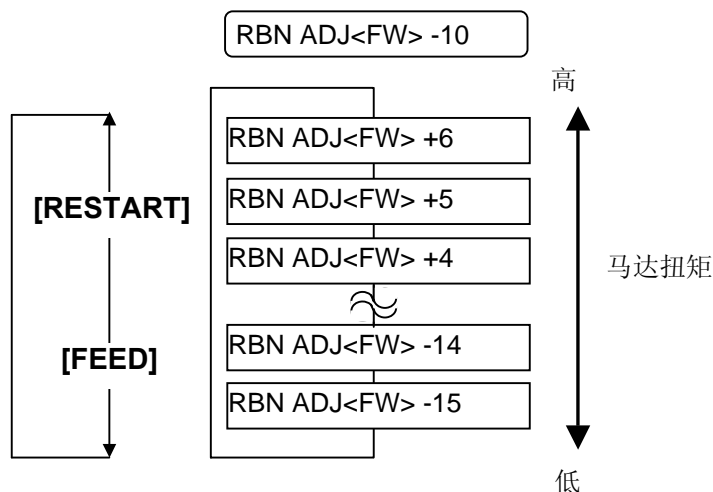 RBN ADJ<FW> -10
高
RBN ADJ<FW> +6
[RESTART]
RBN ADJ<FW> +5
RBN ADJ<FW> +4
马达扭矩
[FEED]
RBN ADJ<FW> -14
RBN ADJ<FW> -15
低